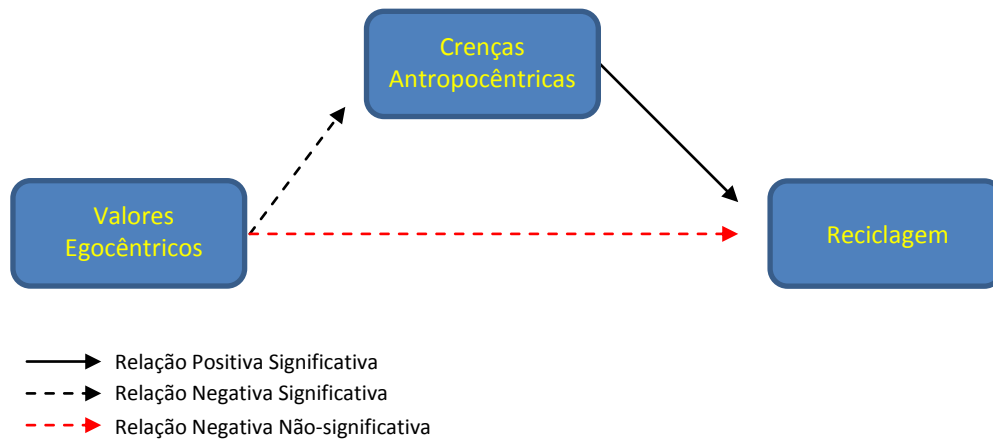 Crenças
Antropocêntricas
Valores
Egocêntricos
Reciclagem
Relação Positiva Significativa
Relação Negativa Significativa
Relação Negativa Não-significativa